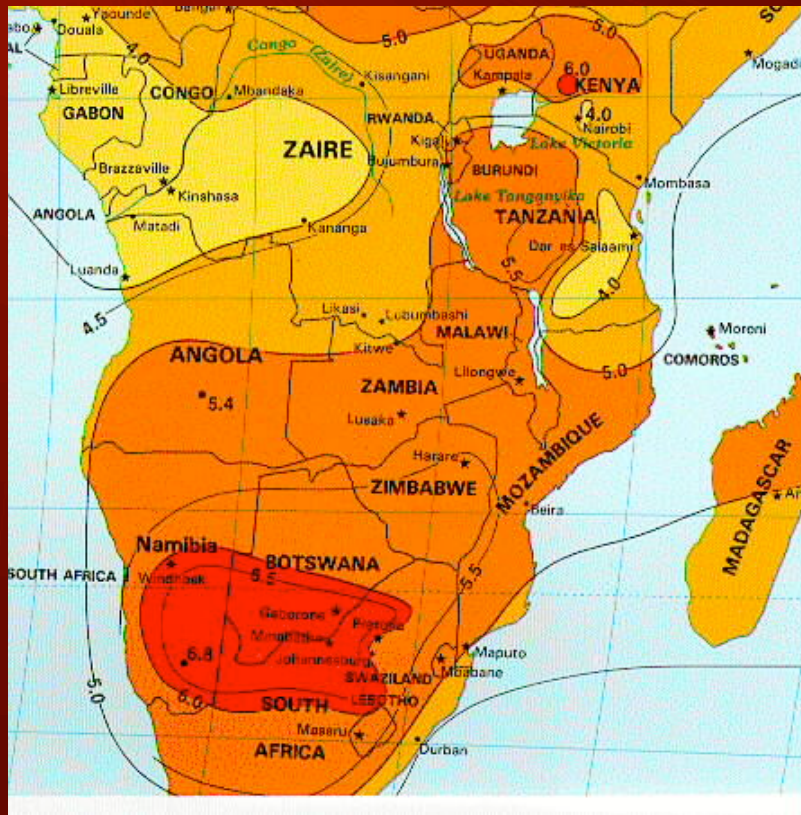 Yaounde
Douala
4.0
5.0
5.0
Congo
(Zaire)
Kisangani
UGANDA
Kampala
6.0
KENYA
Libreville
GABON
CONGO
Mbandaka
RWANDA
4.0
Nairobi
Lake Victoria
ZAIRE
Bujumbura
BURUNDI
Brazzaville
Kinshasa
Lake Tanganyika
Mombasa
TANZANIA
ANGOLA
Matadi
Kananga
Dar es Salaam
5.5
Luanda
4.0
4.5
Likasi
Lubumbashi
Kitwe
MALAWI
Moroni
COMOROS
ANGOLA
5.0
5.4
ZAMBIA
Lilongwe
Lusaka
MOZAMBIQUE
Harare
ZIMBABWE
Beira
MADAGASCAR
Namibia
BOTSWANA
SOUTH AFRICA
Windhoek
5.5
5.5
Gaborone
Pretoria
Johannesburg
Maputo
Mbabane
6.8
SWAZILAND
5.0
6.0
SOUTH
LESOTHO
Maseru
AFRICA
Durban